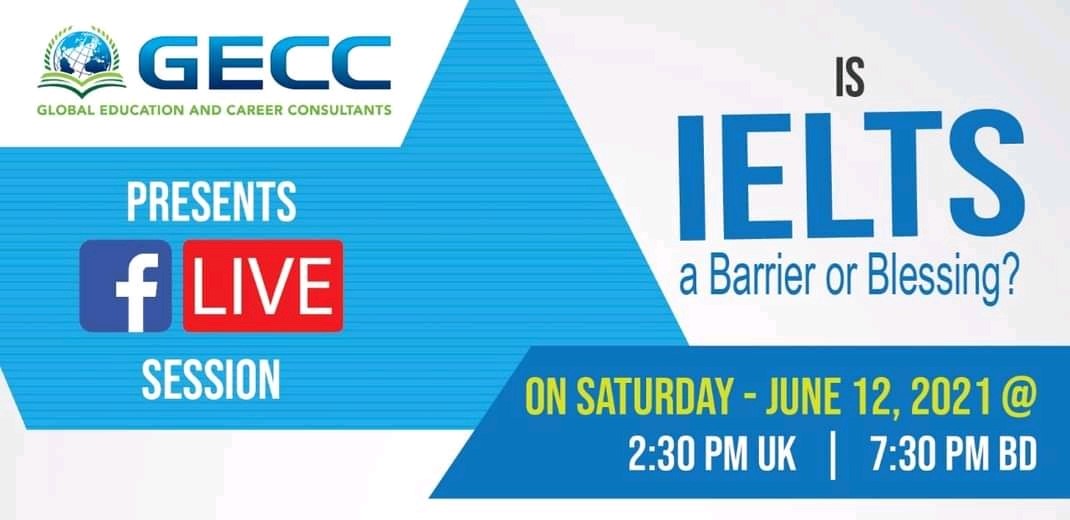 GECC
GLOBAL EDUCATION AND CAREER CONSULTANTS
PRESENTS
f LIVE
SESSION
IS
IELTS
a Barrier or Blessing?
ON SATURDAY - JUNE 12, 2021 @
2:30 PM UK | 7:30 PM BD